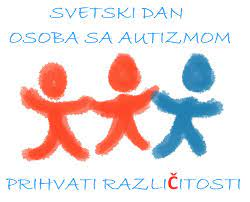 SVETSKI DAN
OSOBA SA AUTIZMOM
PRIHVATI RAZLIČITOSTI